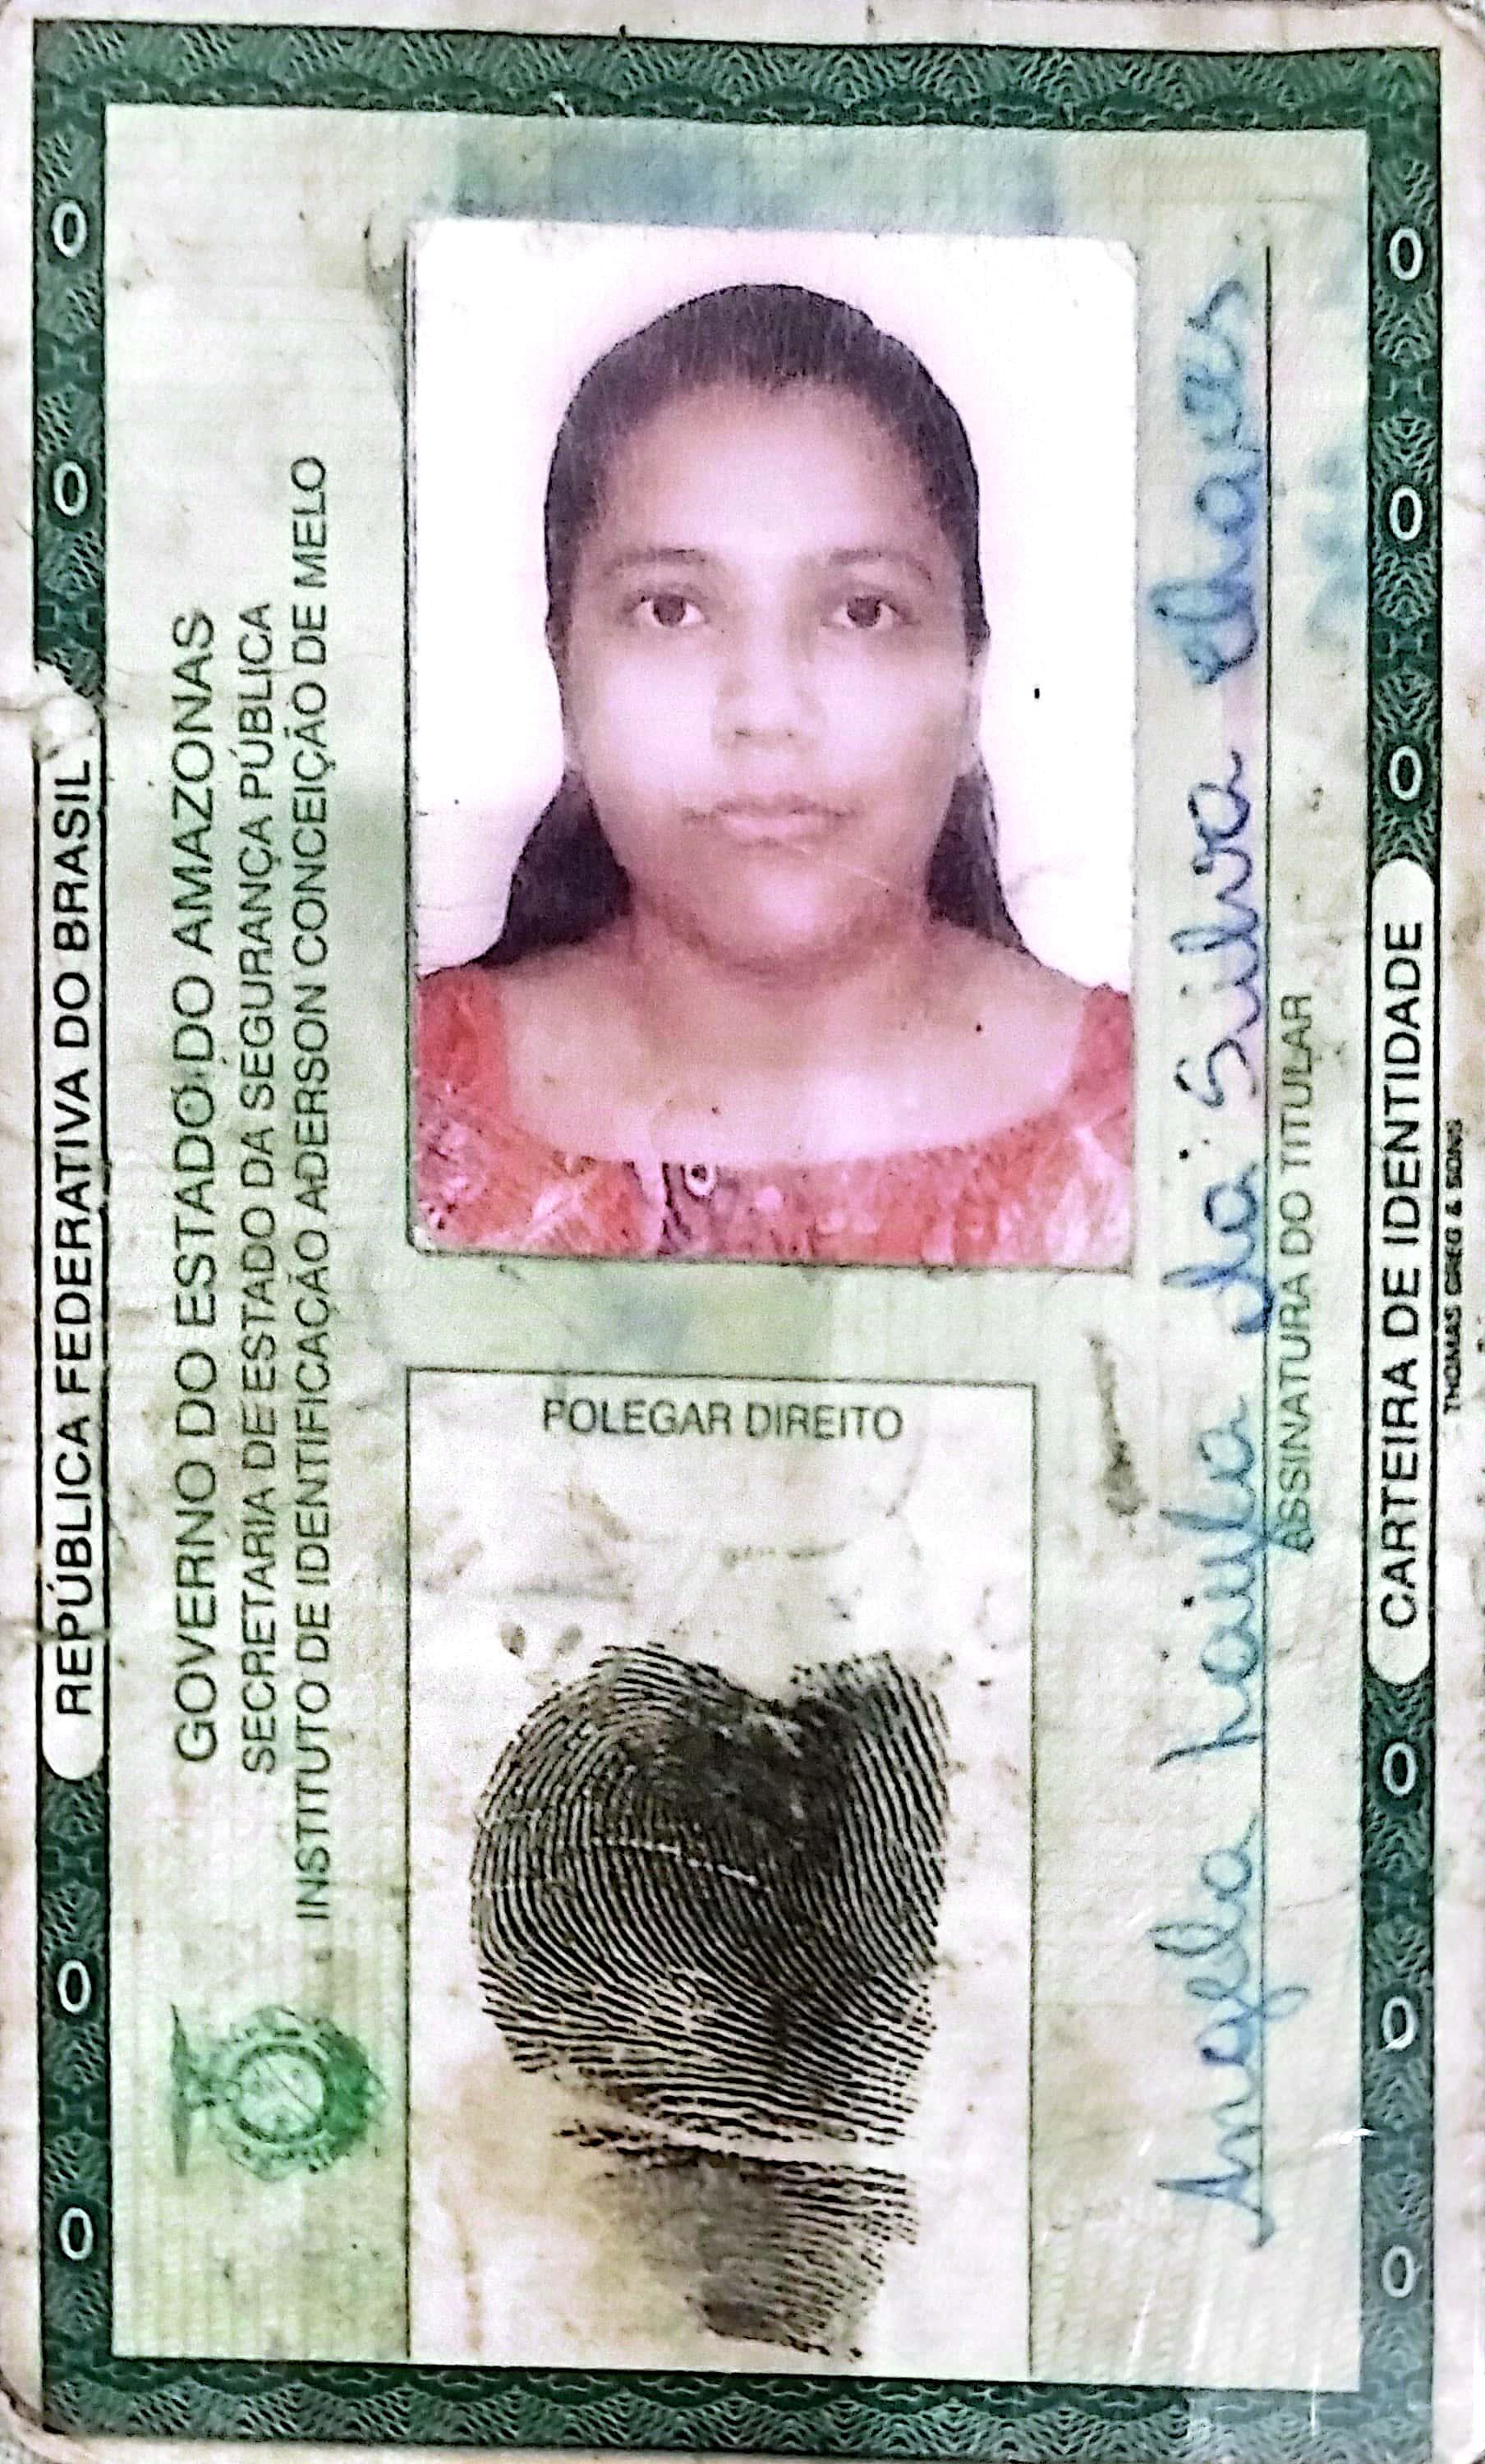 REPÚBLICA FEDERATIVA DO BRASIL
GOVERNO DO ESTADO DO AMAZONAS
SECRETARIA DE ESTADO DA SEGURANÇA PÚBLICA
INSTITUTO DE IDENTIFICAÇÃO ADERSON CONCEIÇÃO DE MELO
POLEGAR DIREITO
Angela da Silva Chaves
ASSINATURA DO TITULAR
CARTEIRA DE IDENTIDADE
THOMAS GREG & SONS